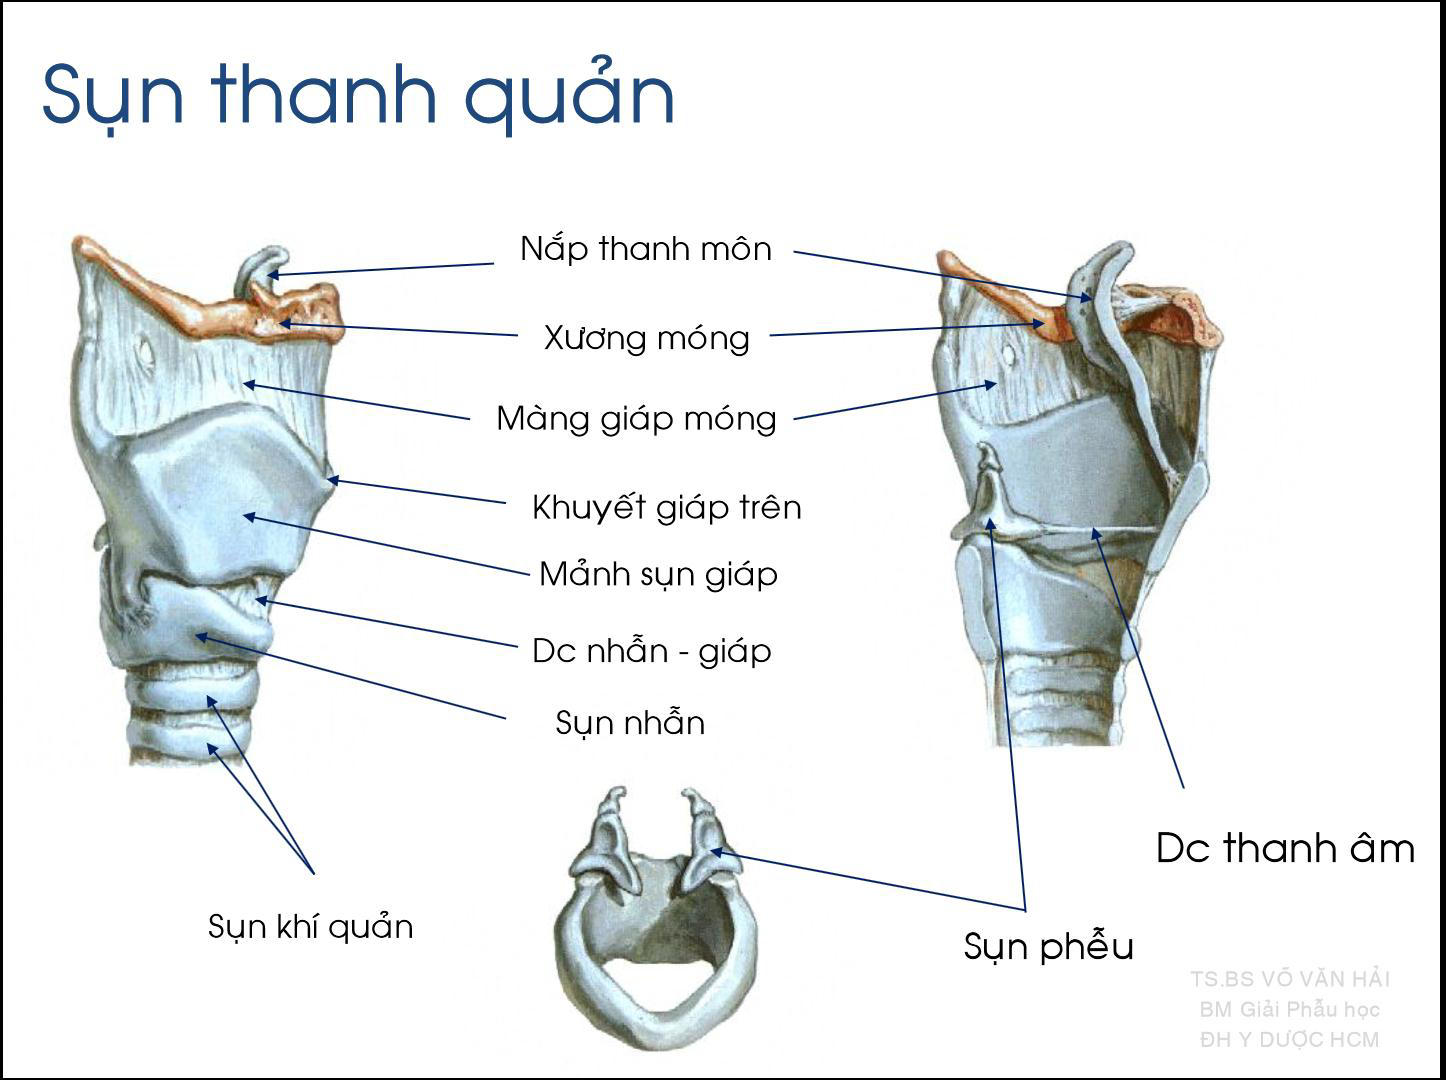 Sụn thanh quản
Nắp thanh môn
Xương móng
Màng giáp móng
Khuyết giáp trên
Mảnh sụn giáp
Dc nhẫn - giáp
Sụn nhẫn
Dc thanh âm
Sụn khí quản
Sụn phễu
TS.BS VÕ VĂN HẢI
BM Giải Phẫu học
ĐH Y DƯỢC HCM